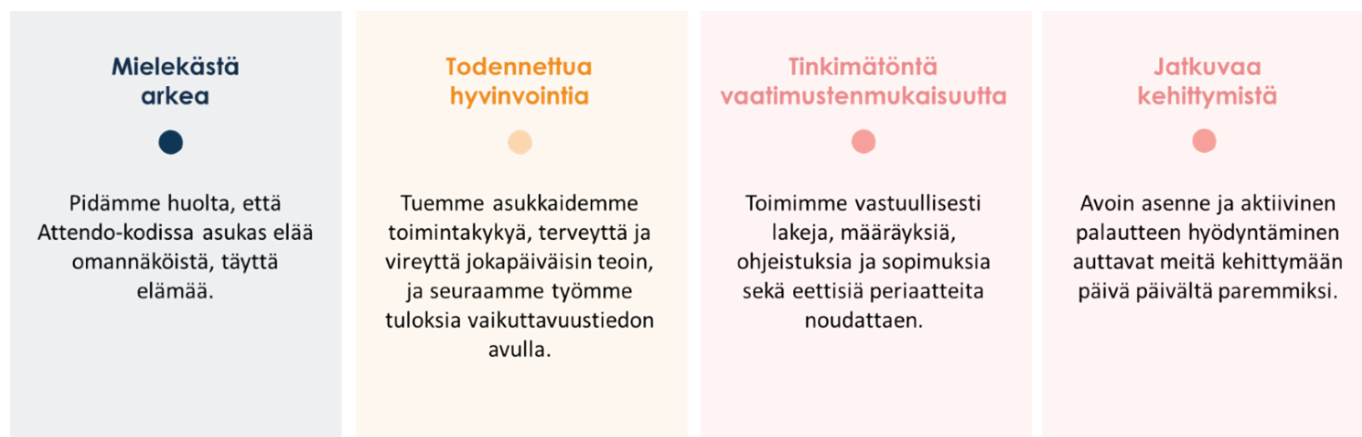 Mielekästä
arkea
Pidämme huolta, että
Attendo-kodissa asukas elää
omannäköistä, täyttä
elämää.
Todennettua
hyvinvointia
Tuemme asukkaidemme
toimintakykyä, terveyttä ja
vireyttä jokapäiväisin teoin,
ja seuraamme työmme
tuloksia vaikuttavuustiedon
avulla.
Tinkimätöntä
vaatimustenmukaisuutta
Toimimme vastuullisesti
lakeja, määräyksiä,
ohjeistuksia ja sopimuksia
sekä eettisiä periaatteita
noudattaen.
Jatkuvaa
kehittymistä
Avoin asenne ja aktiivinen
palautteen hyödyntäminen
auttavat meitä kehittymään
päivä päivältä paremmiksi.